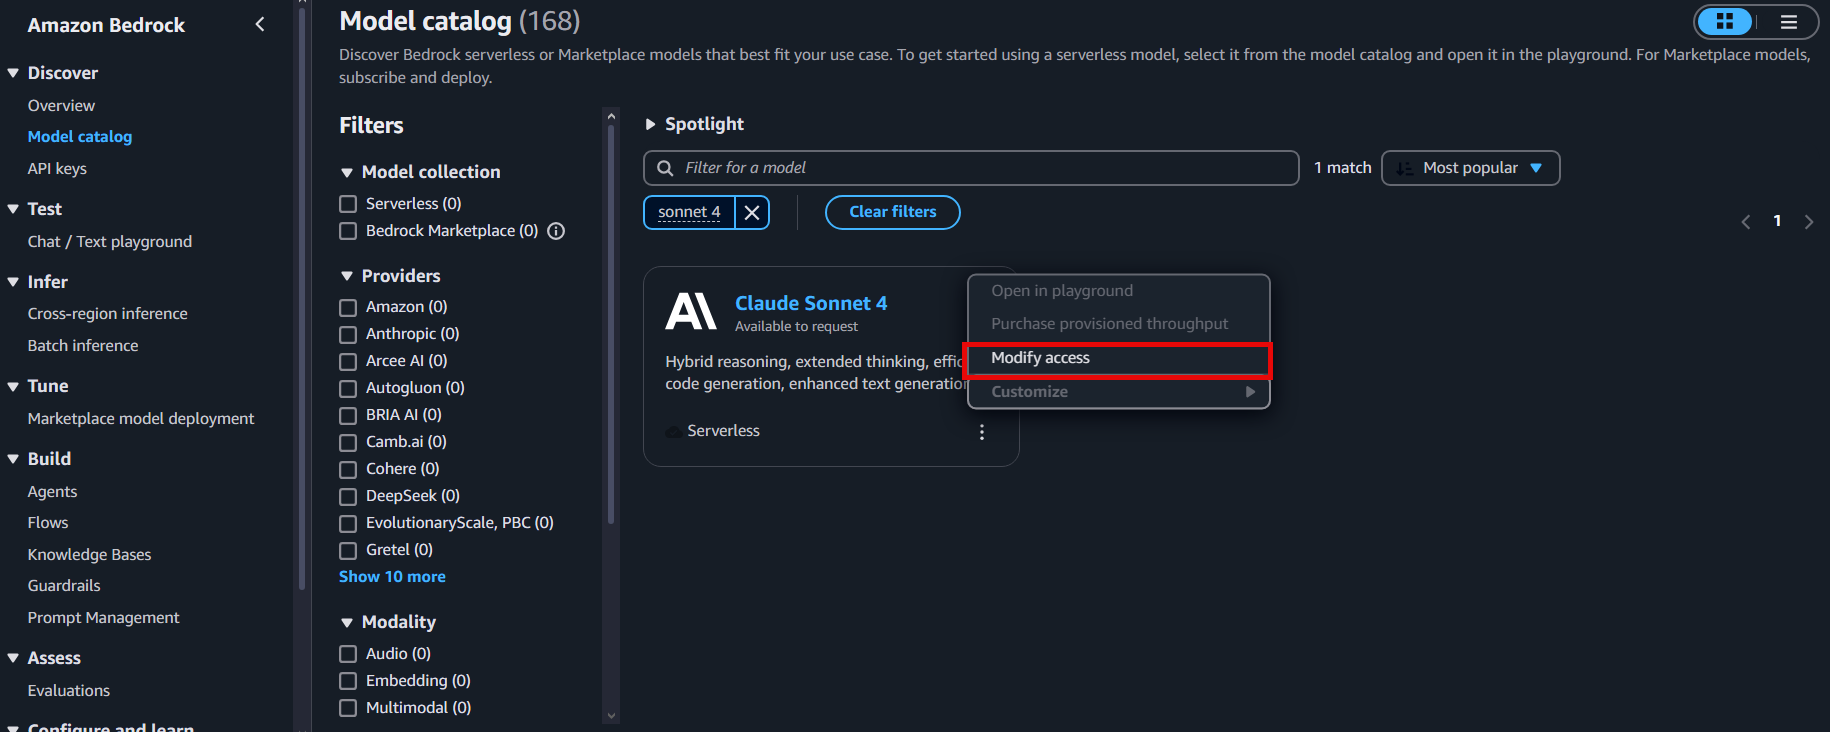 Amazon Bedrock
Discover
Overview
Model catalog
API keys
Test
Chat / Text playground
Infer
Cross-region inference
Batch inference
Tune
Marketplace model deployment
Build
Agents
Flows
Knowledge Bases
Guardrails
Prompt Management
Assess
Evaluations
Configure and learn
Model catalog (168)
Discover Bedrock serverless or Marketplace models that best fit your use case. To get started using a serverless model, select it from the model catalog and open it in the playground. For Marketplace models,
subscribe and deploy.
Filters
Model collection
Serverless (0)
Bedrock Marketplace (0)
Providers
Amazon (0)
Anthropic (0)
Arcee AI (0)
Autogluon (0)
BRIA AI (0)
Camb.ai (0)
Cohere (0)
DeepSeek (0)
EvolutionaryScale, PBC (0)
Gretel (0)
Show 10 more
Modality
Audio (0)
Embedding (0)
Multimodal (0)
Spotlight
Filter for a model
1 match
Most popular
sonnet 4
Clear filters
1
Claude Sonnet 4
Available to request
Hybrid reasoning, extended thinking, effic
code generation, enhanced text generation
Serverless
Open in playground
Purchase provisioned throughput
Modify access
Customize